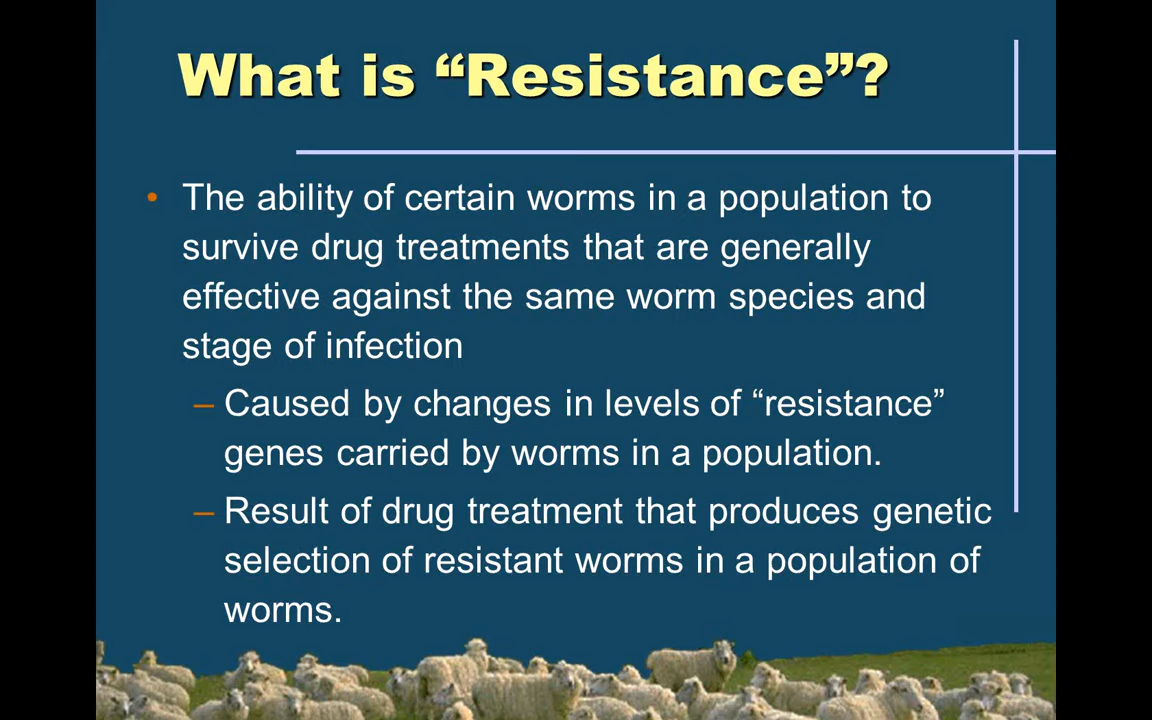 What is “Resistance”?
• The ability of certain worms in a population to
survive drug treatments that are generally
effective against the same worm species and
stage of infection
– Caused by changes in levels of “resistance”
genes carried by worms in a population.
– Result of drug treatment that produces genetic
selection of resistant worms in a population of
worms.